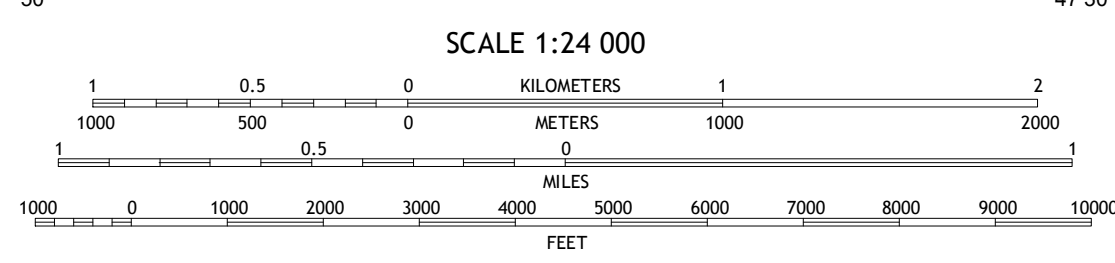 SCALE 1:24 000
1 0.5 0 KILOMETERS 1 2
1000 500 0 METERS 1000 2000
1 0.5 0 1
MILES
1000 0 1000 2000 3000 4000 5000 6000 7000 8000 9000 10000
FEET